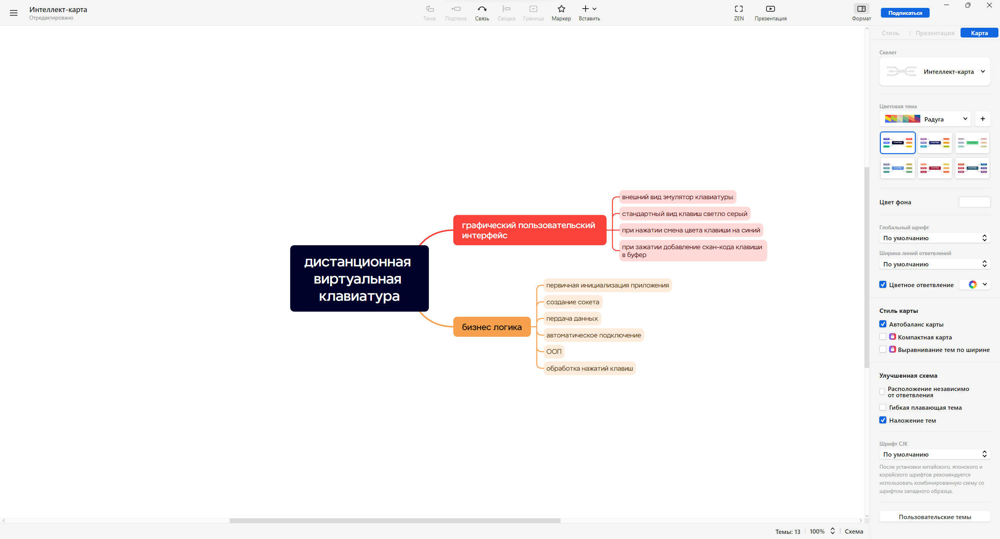 Интеллект-карта
Отредактировано
Тема
Подтема
Связь
Сводка
Граница
Маркер
Вставить
ZEN
Презентация
Формат
Подписаться
Стиль
Презентация
Карта
дистанционная
виртуальная
клавиатура
графический пользовательский
интерфейс
внешний вид эмулятор клавиатуры
стандартный вид клавиш светло серый
при нажатии смена цвета клавиши на синий
при зажатии добавление скан-кода клавиши
в буфер
бизнес логика
первичная инициализация приложения
создание сокета
пердача данных
автоматическое подключение
ООП
обработка нажатий клавиш
Скелет
Интеллект-карта
Цветовая тема
Радуга
Цвет фона
Глобальный шрифт
По умолчанию
Ширина линий ответвлений
По умолчанию
Цветное ответвление
Стиль карты
Автобаланс карты
Компактная карта
Выравнивание тем по ширине
Улучшенная схема
Расположение независимо
от ответвления
Гибкая плавающая тема
Наложение тем
Шрифт CJK
По умолчанию
После установки китайского, японского и
корейского шрифтов рекомендуется
использовать комбинированную схему со
шрифтом западного образца.
Пользовательские темы
Темы: 13
100%
Схема